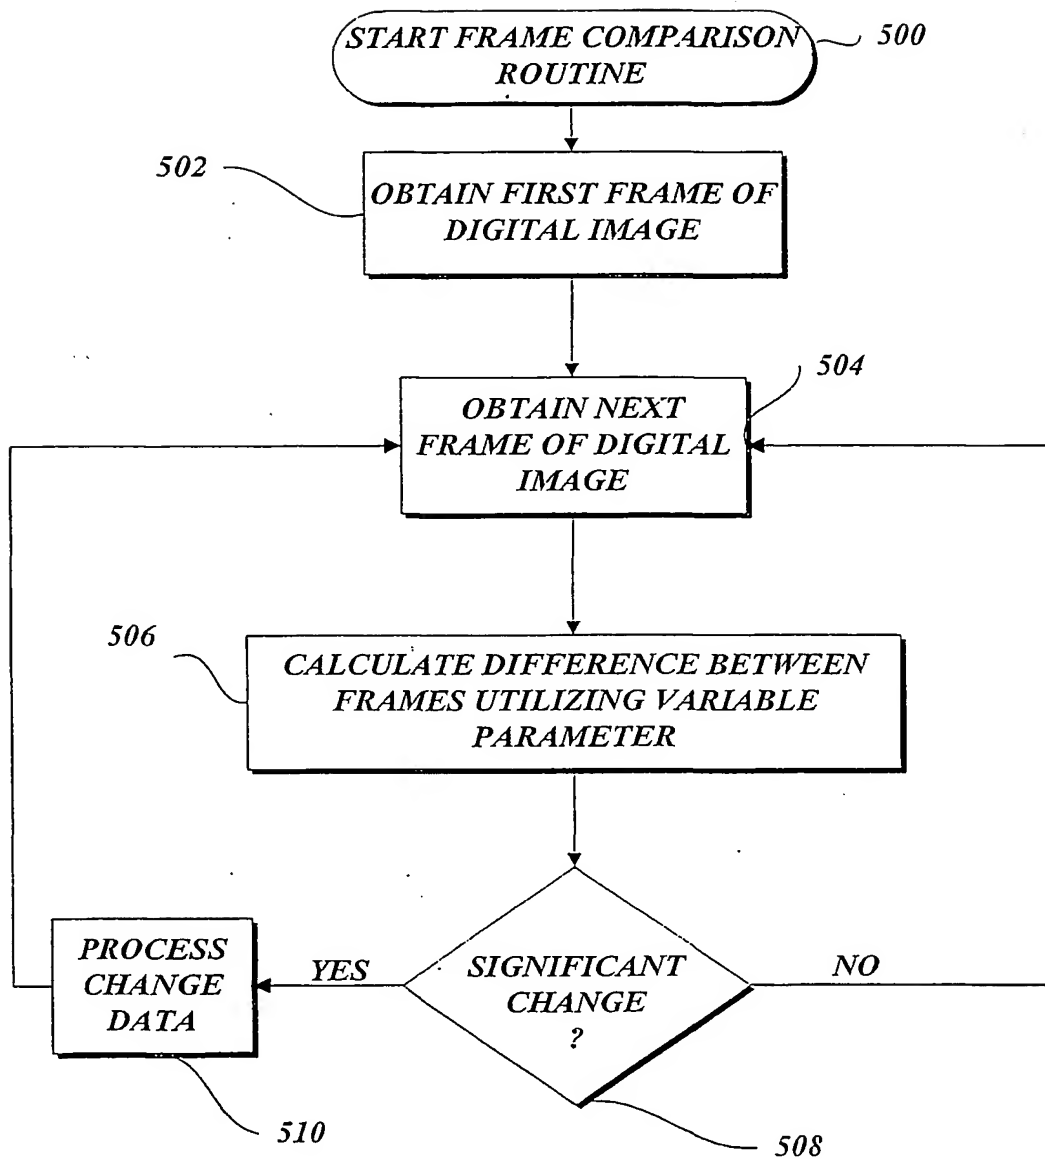 START FRAME COMPARISON
ROUTINE
500
502
OBTAIN FIRST FRAME OF
DIGITAL IMAGE
504
OBTAIN NEXT
FRAME OF DIGITAL
IMAGE
506
CALCULATE DIFFERENCE BETWEEN
FRAMES UTILIZING VARIABLE
PARAMETER
PROCESS
CHANGE
DATA
YES
SIGNIFICANT
CHANGE
?
NO
510
508